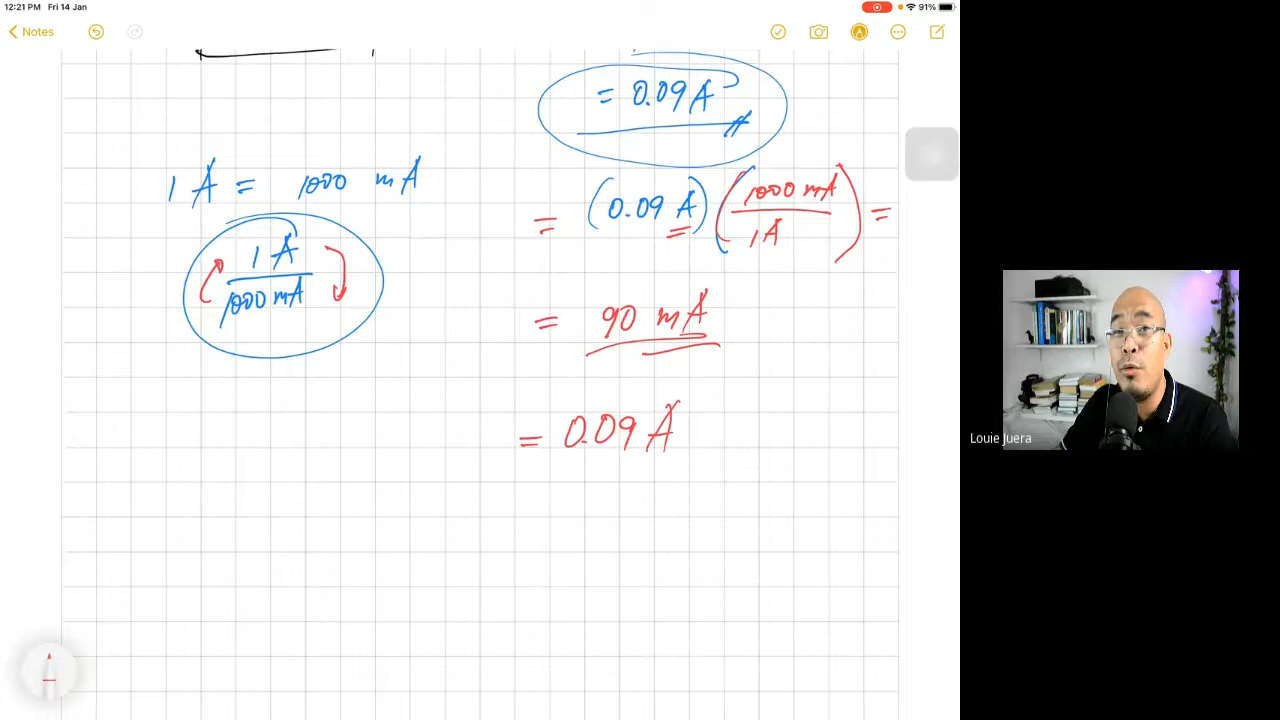 12:21 PM Fri 14 Jan
91%
Notes
= 0.09 A
1 A = 1000 mA
1 A
1000 mA
= (0.09 A) (1000 mA / 1 A) =
= 90 mA
= 0.09 A
Louie Juera